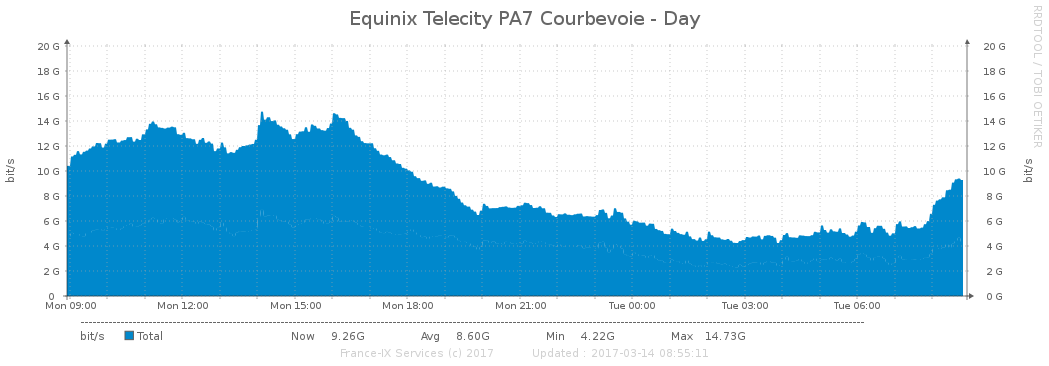 Equinix Telecity PA7 Courbevoie - Day
RRDTOOL / TOBI OETIKER
20 G 20 G
18 G 18 G
16 G 16 G
14 G 14 G
12 G 12 G
10 G 10 G
8 G 8 G
6 G 6 G
4 G 4 G
2 G 2 G
0 0 G
bit/s bit/s
Mon 09:00 Mon 12:00 Mon 15:00 Mon 18:00 Mon 21:00 Tue 00:00 Tue 03:00 Tue 06:00
bit/s Total Now 9.26G Avg 8.60G Min 4.22G Max 14.73G
France-IX Services (c) 2017 Updated : 2017-03-14 08:55:11